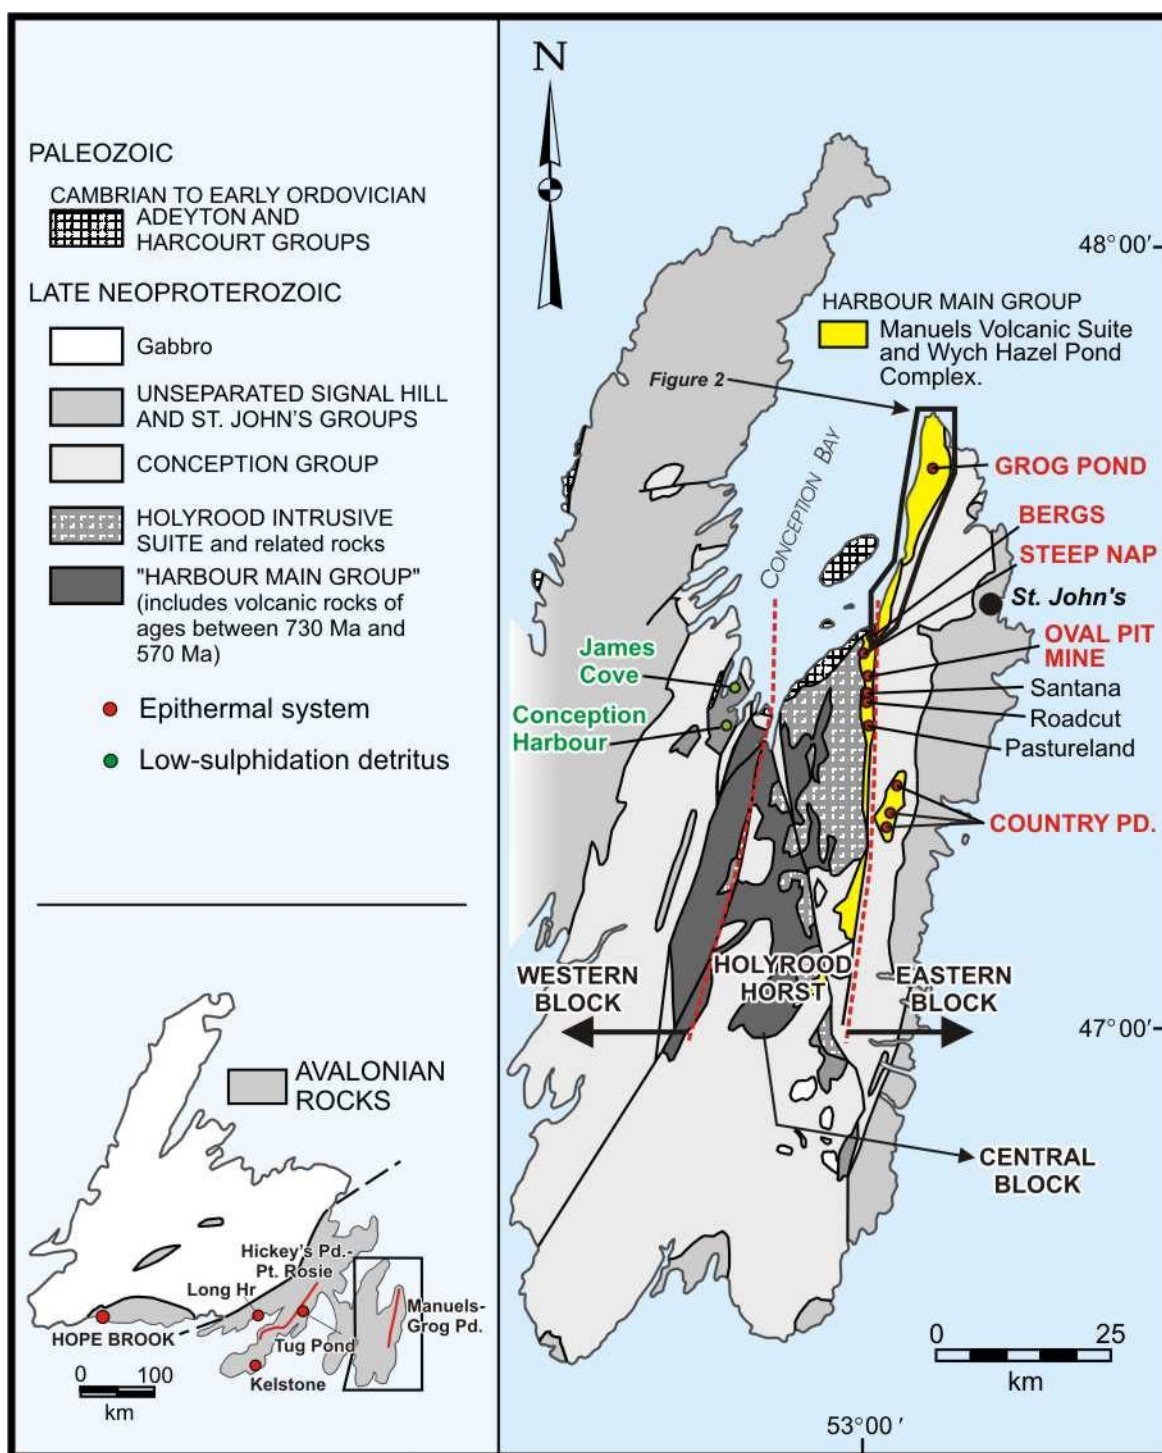 PALEOZOIC
CAMBRIAN TO EARLY ORDOVICIAN
ADEYTON AND
HARCOURT GROUPS
LATE NEOPROTEROZOIC
Gabbro
UNSEPARATED SIGNAL HILL
AND ST. JOHN'S GROUPS
CONCEPTION GROUP
HOLYROOD INTRUSIVE
SUITE and related rocks
"HARBOUR MAIN GROUP"
(includes volcanic rocks of
ages between 730 Ma and
570 Ma)
Epithermal system
Low-sulphidation detritus
AVALONIAN
ROCKS
Hickey's Pd.-
Pt. Rosie
Long Hr
Manuels-
Grog Pd.
HOPE BROOK
Tug Pond
Kelstone
0 100
km
N
48°00'
HARBOUR MAIN GROUP
Manuels Volcanic Suite
and Wych Hazel Pond
Complex.
Figure 2
CONCEPTION BAY
GROG POND
BERGS
STEEP NAP
St. John's
OVAL PIT
MINE
James
Cove
Santana
Conception
Harbour
Roadcut
Pastureland
COUNTRY PD.
WESTERN
BLOCK
HOLYROOD
HORST
EASTERN
BLOCK
47°00'
CENTRAL
BLOCK
0 25
km
53°00'